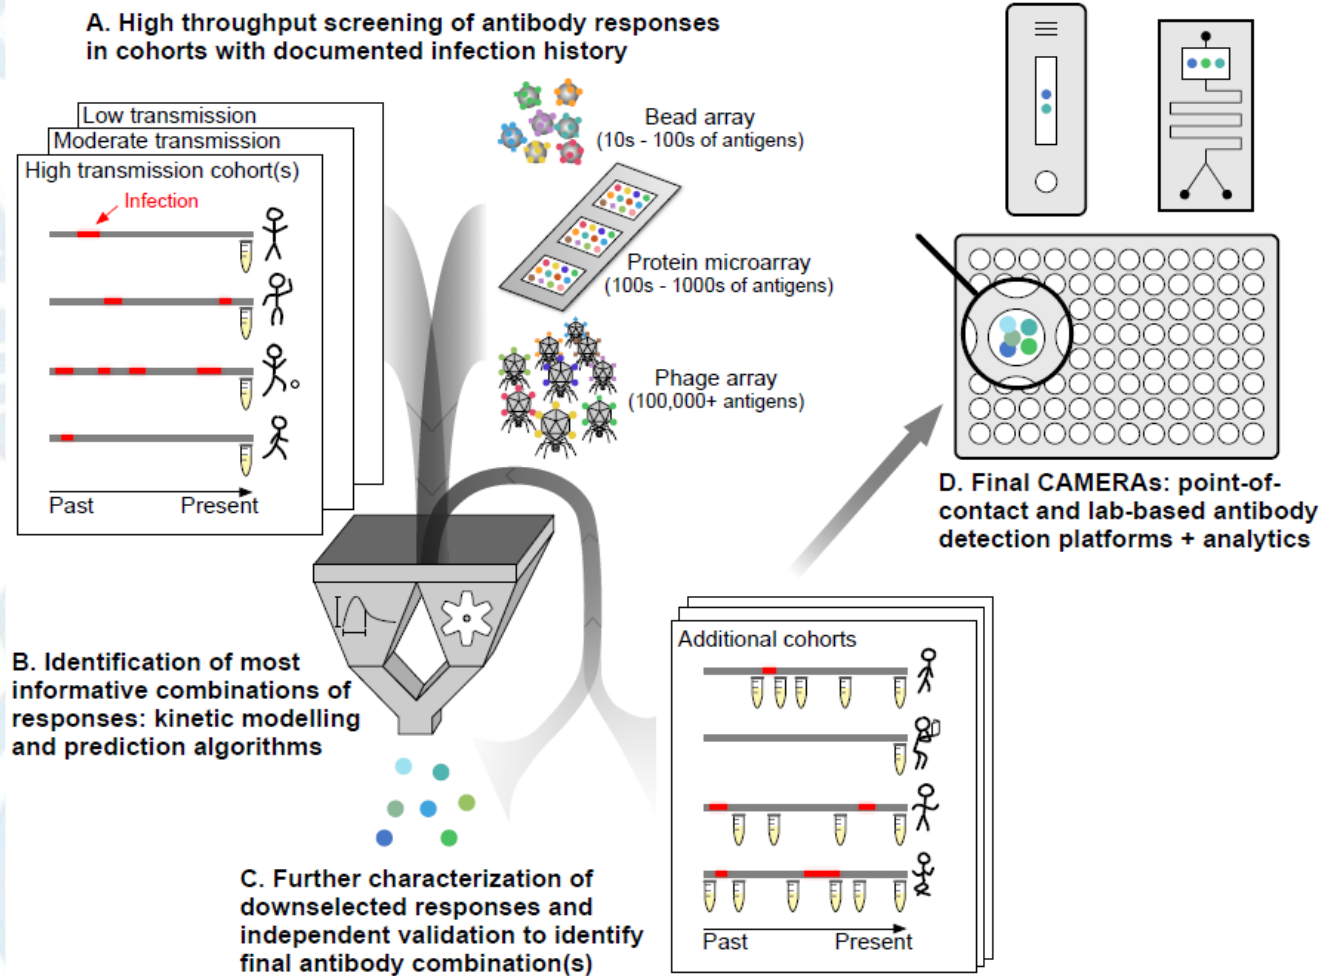 A. High throughput screening of antibody responses
in cohorts with documented infection history
Low transmission
Moderate transmission
High transmission cohort(s)
Infection
Past
Present
Bead array
(10s - 100s of antigens)
Protein microarray
(100s - 1000s of antigens)
Phage array
(100,000+ antigens)
B. Identification of most
informative combinations of
responses: kinetic modelling
and prediction algorithms
C. Further characterization of
downselected responses and
independent validation to identify
final antibody combination(s)
Additional cohorts
Past
Present
D. Final CAMERAs: point-of-
contact and lab-based antibody
detection platforms + analytics